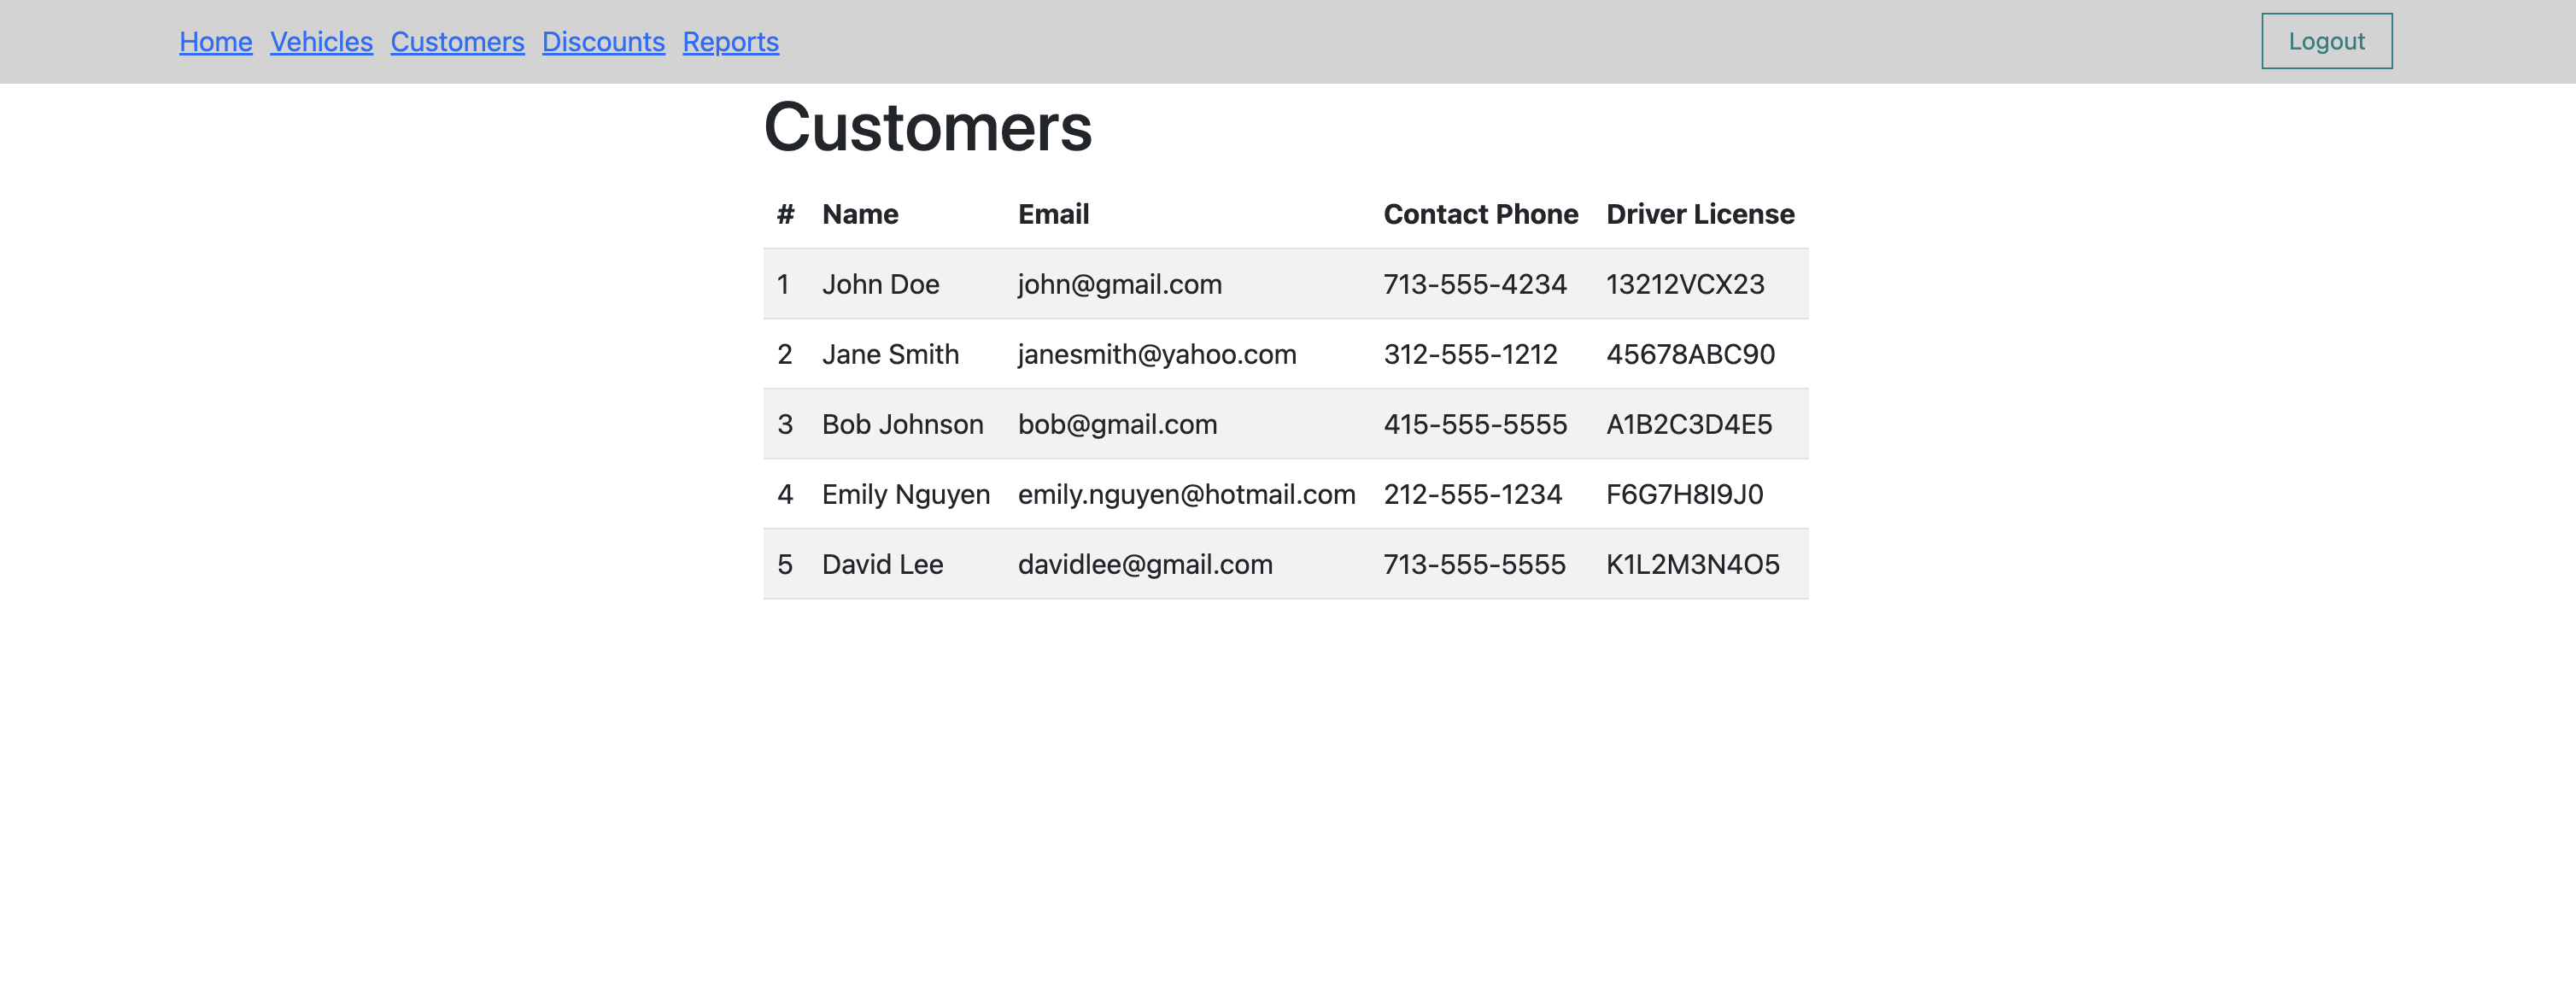 Home Vehicles Customers Discounts Reports Logout
Customers
# Name Email Contact Phone Driver License
1 John Doe john@gmail.com 713-555-4234 13212VCX23
2 Jane Smith janesmith@yahoo.com 312-555-1212 45678ABC90
3 Bob Johnson bob@gmail.com 415-555-5555 A1B2C3D4E5
4 Emily Nguyen emily.nguyen@hotmail.com 212-555-1234 F6G7H8I9J0
5 David Lee davidlee@gmail.com 713-555-5555 K1L2M3N4O5